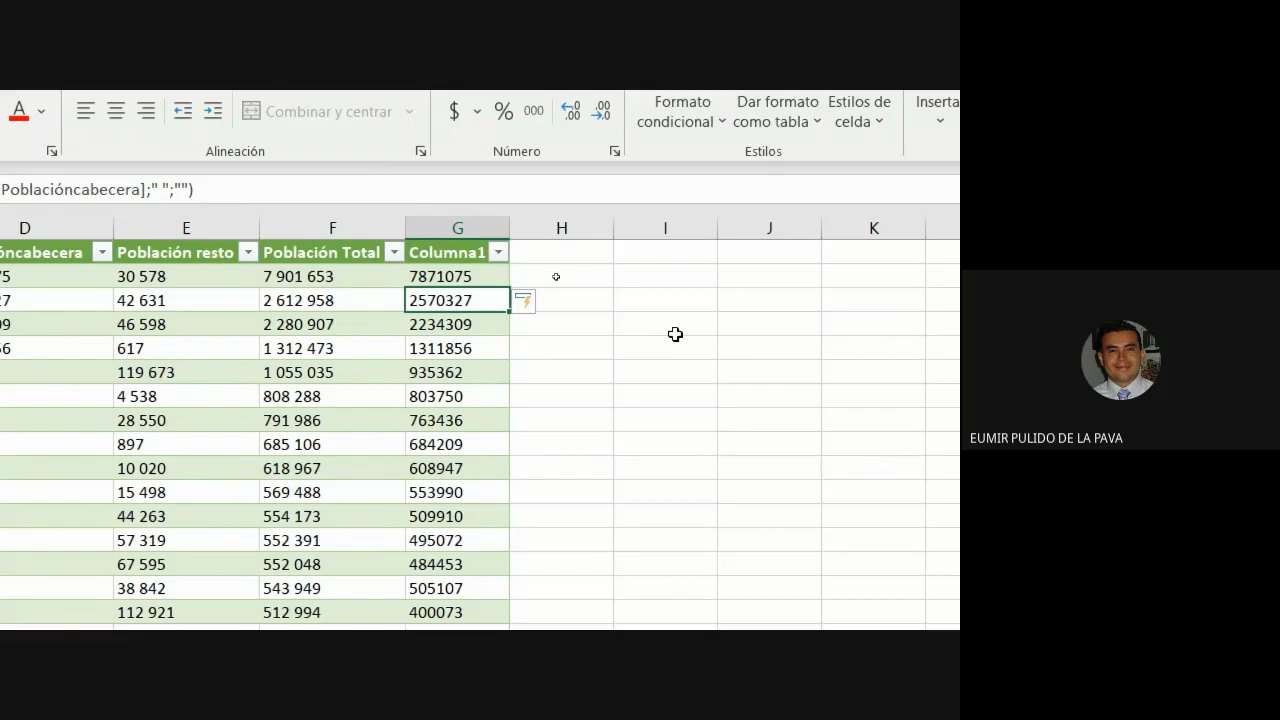 A
Combinar y centrar
$ % 000
Formato condicional
Dar formato como tabla
Estilos de celda
Inserta
Alineación
Número
Estilos
Poblacióncabecera];" ";"")
D E F G H I J K
óncabecera Población resto Población Total Columna1
75 30 578 7 901 653 7871075
27 42 631 2 612 958 2570327
09 46 598 2 280 907 2234309
56 617 1 312 473 1311856
119 673 1 055 035 935362
4 538 808 288 803750
28 550 791 986 763436
897 685 106 684209
10 020 618 967 608947
15 498 569 488 553990
44 263 554 173 509910
57 319 552 391 495072
67 595 552 048 484453
38 842 543 949 505107
112 921 512 994 400073
EUMIR PULIDO DE LA PAVA